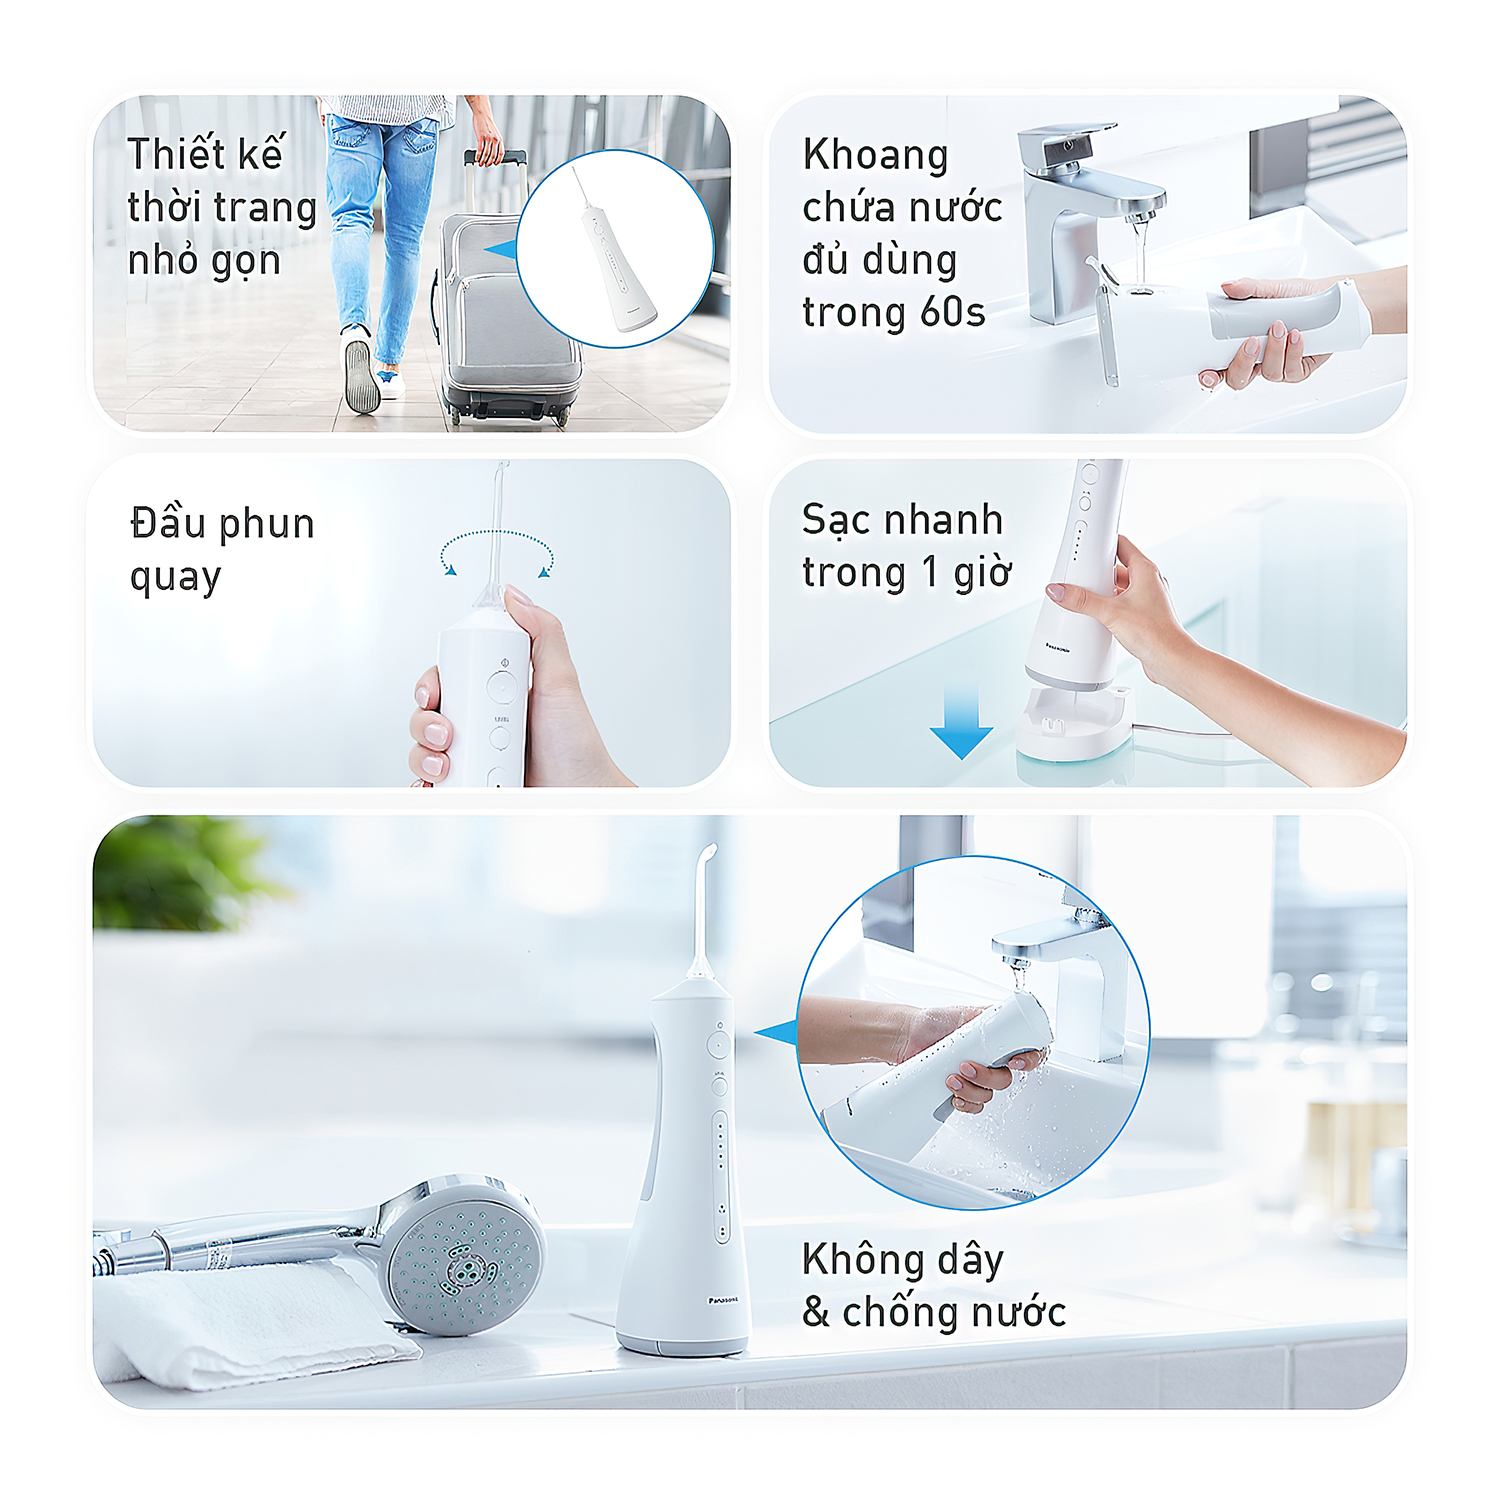 Thiết kế
thời trang
nhỏ gọn
Panasonic
Khoang
chứa nước
đủ dùng
trong 60s
Đầu phun
quay
Sạc nhanh
trong 1 giờ
Panasonic
Panasonic
Không dây
& chống nước